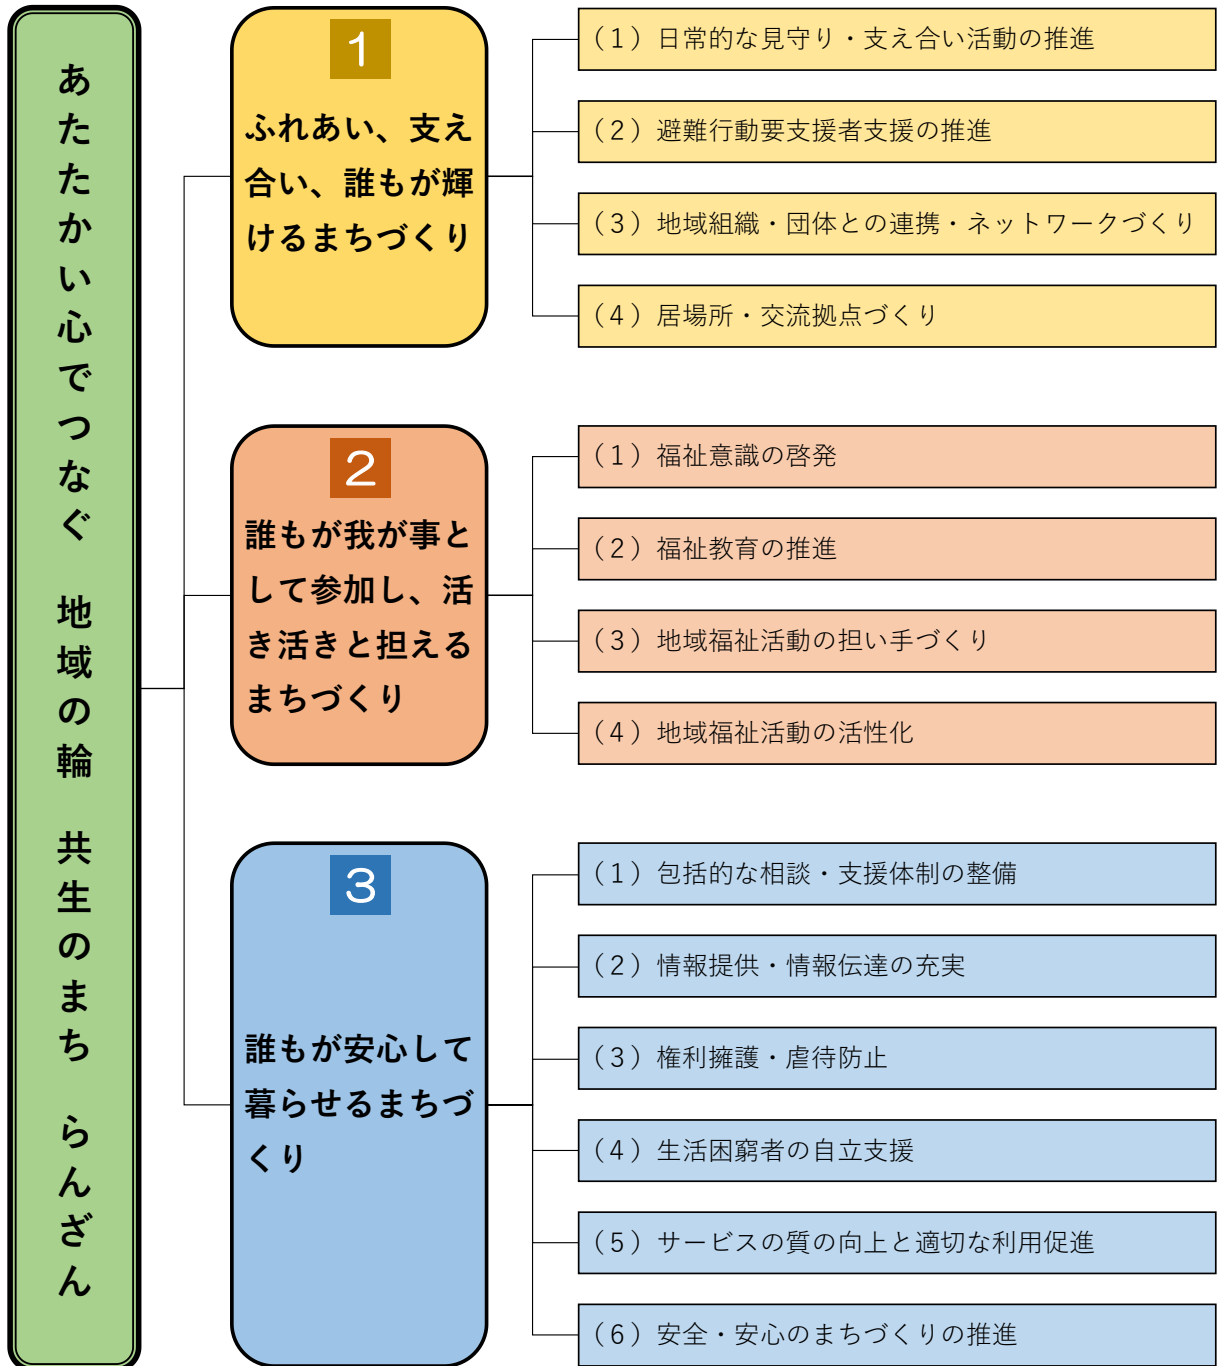 あたたかい心でつなぐ　地域の輪　共生のまち　らんざん
1
ふれあい、支え
合い、誰もが輝
けるまちづくり
（1）日常的な見守り・支え合い活動の推進
（2）避難行動要支援者支援の推進
（3）地域組織・団体との連携・ネットワークづくり
（4）居場所・交流拠点づくり
2
誰もが我が事と
して参加し、活
き活きと担える
まちづくり
（1）福祉意識の啓発
（2）福祉教育の推進
（3）地域福祉活動の担い手づくり
（4）地域福祉活動の活性化
3
誰もが安心して
暮らせるまちづ
くり
（1）包括的な相談・支援体制の整備
（2）情報提供・情報伝達の充実
（3）権利擁護・虐待防止
（4）生活困窮者の自立支援
（5）サービスの質の向上と適切な利用促進
（6）安全・安心のまちづくりの推進